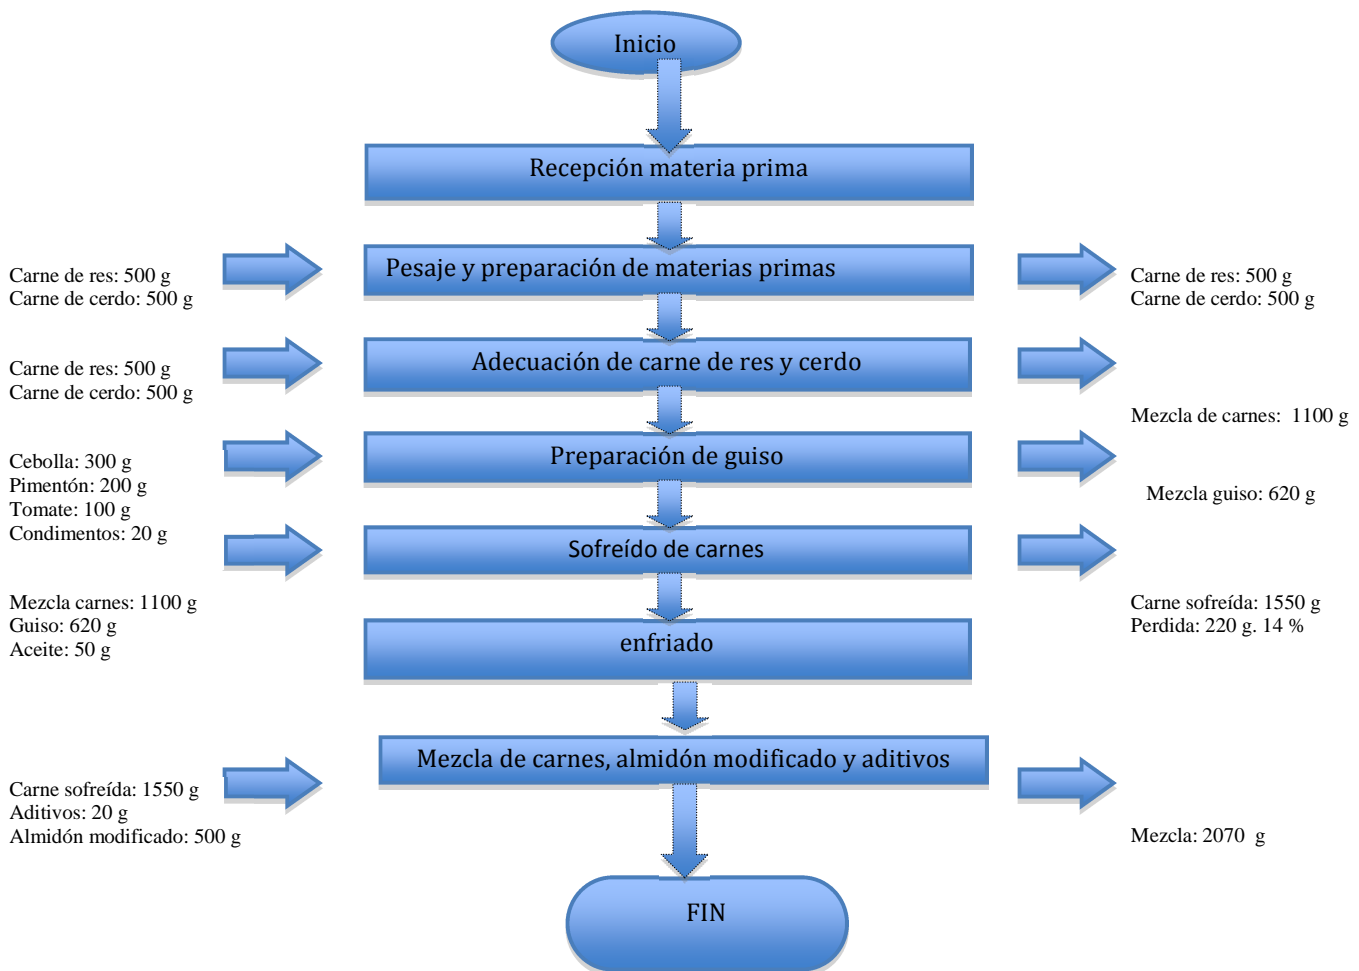 Inicio
Recepción materia prima
Carne de res: 500 g
Carne de cerdo: 500 g
Pesaje y preparación de materias primas
Carne de res: 500 g
Carne de cerdo: 500 g
Carne de res: 500 g
Carne de cerdo: 500 g
Adecuación de carne de res y cerdo
Mezcla de carnes:  1100 g
Cebolla: 300 g
Pimentón: 200 g
Tomate: 100 g
Condimentos: 20 g
Preparación de guiso
Mezcla guiso: 620 g
Mezcla carnes: 1100 g
Guiso: 620 g
Aceite: 50 g
Sofreído de carnes
Carne sofreída: 1550 g
Perdida: 220 g. 14 %
enfriado
Carne sofreída: 1550 g
Aditivos: 20 g
Almidón modificado: 500 g
Mezcla de carnes, almidón modificado y aditivos
Mezcla: 2070  g
FIN